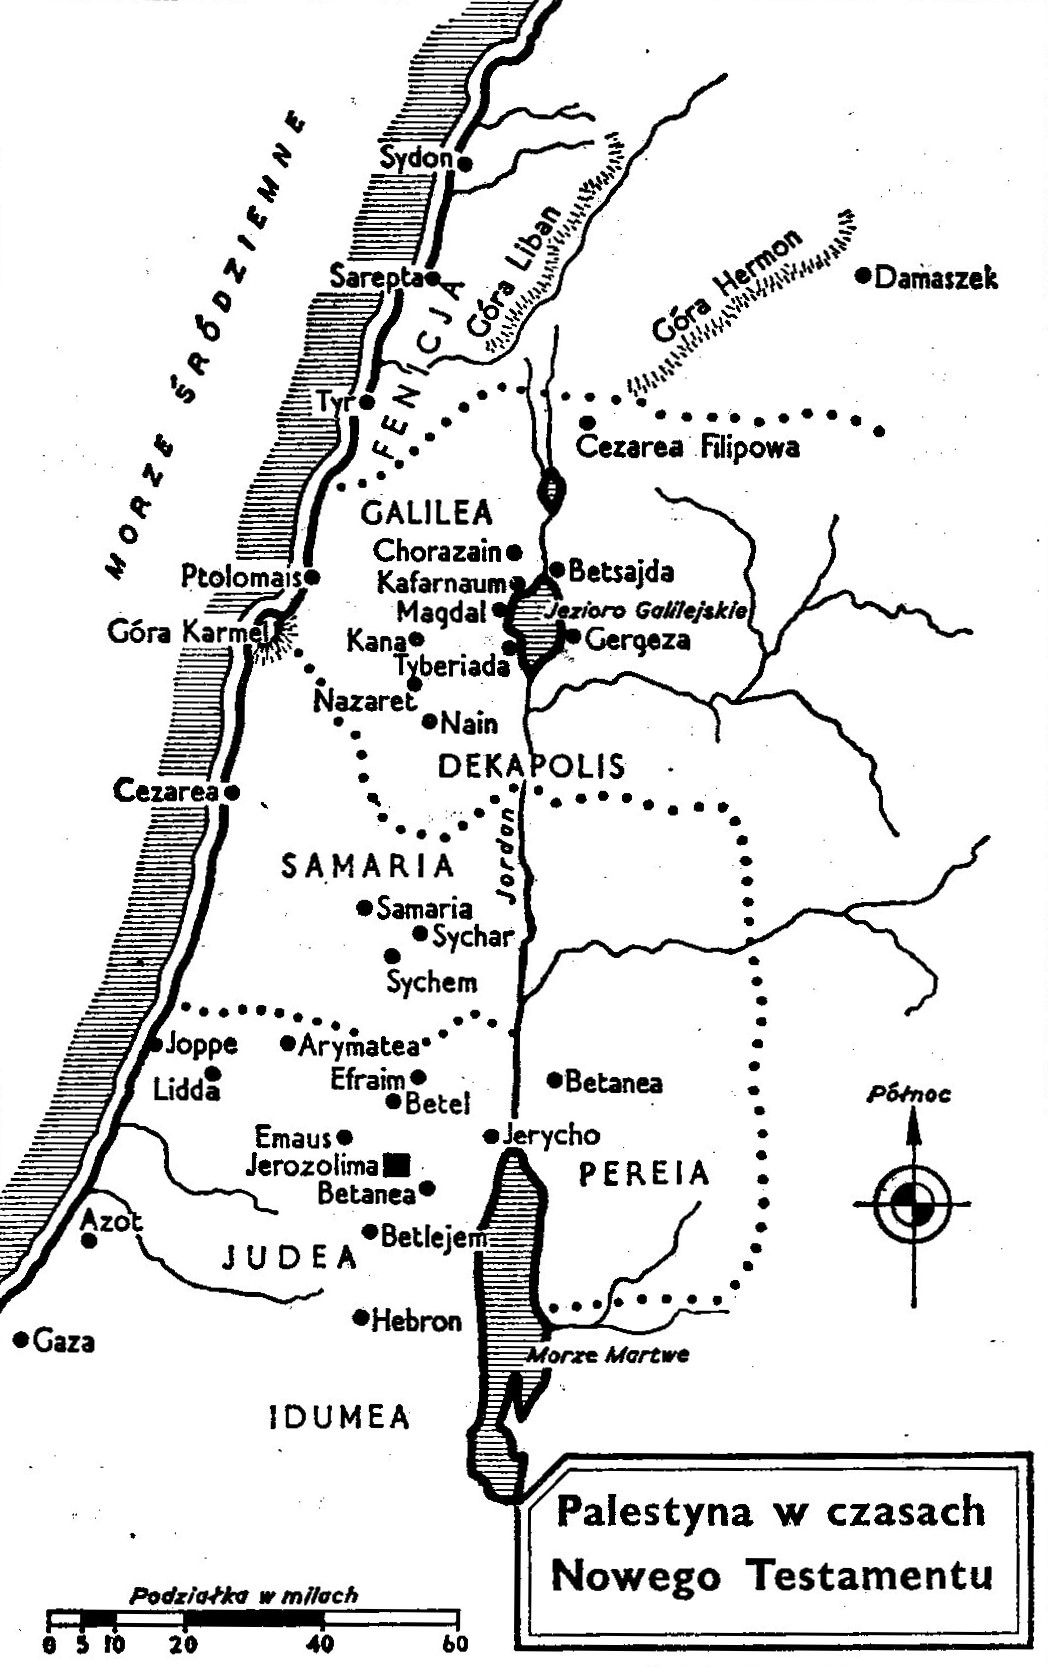 MORZE ŚRÓDZIEMNE
Sydon
Góra Liban
Góra Hermon
Damaszek
Sarepta
FENICJA
Tyr
Cezarea Filipowa
GALILEA
Chorazain
Betsajda
Ptolomais
Kafarnaum
Magdal
Jezioro Galilejskie
Góra Karmel
Kana
Gergeza
Tyberiada
Nazaret
Nain
DEKAPOLIS
Cezarea
Jordan
SAMARIA
Samaria
Sychar
Sychem
Joppe
Arymatea
Lidda
Efraim
Betanea
Betel
Północ
Emaus
Jerycho
Jerozolima
PEREIA
Betanea
Azot
Betlejem
JUDEA
Hebron
Gaza
Morze Martwe
IDUMEA
Palestyna w czasach
Nowego Testamentu
Podziałka w milach
0 5 10 20 40 60